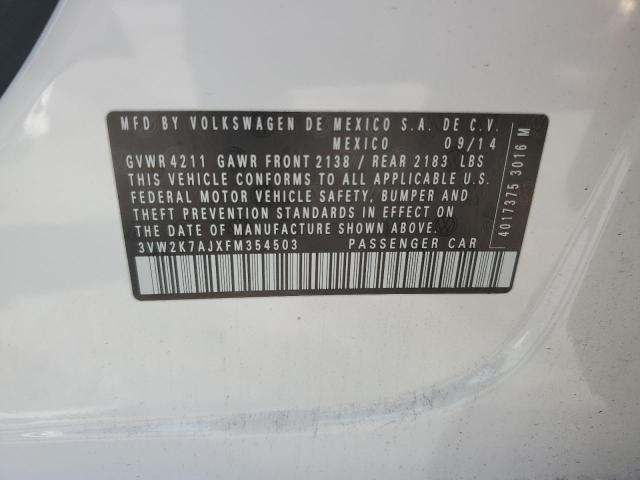 MFD BY VOLKSWAGEN DE MEXICO S.A. DE C.V.
MEXICO 09/14
GVWR 4211 GAWR FRONT 2138 / REAR 2183 LBS
THIS VEHICLE CONFORMS TO ALL APPLICABLE U.S.
FEDERAL MOTOR VEHICLE SAFETY, BUMPER AND
THEFT PREVENTION STANDARDS IN EFFECT ON
THE DATE OF MANUFACTURE SHOWN ABOVE.
3VW2K7AJXFM354503 PASSENGER CAR
4017375 3016 M